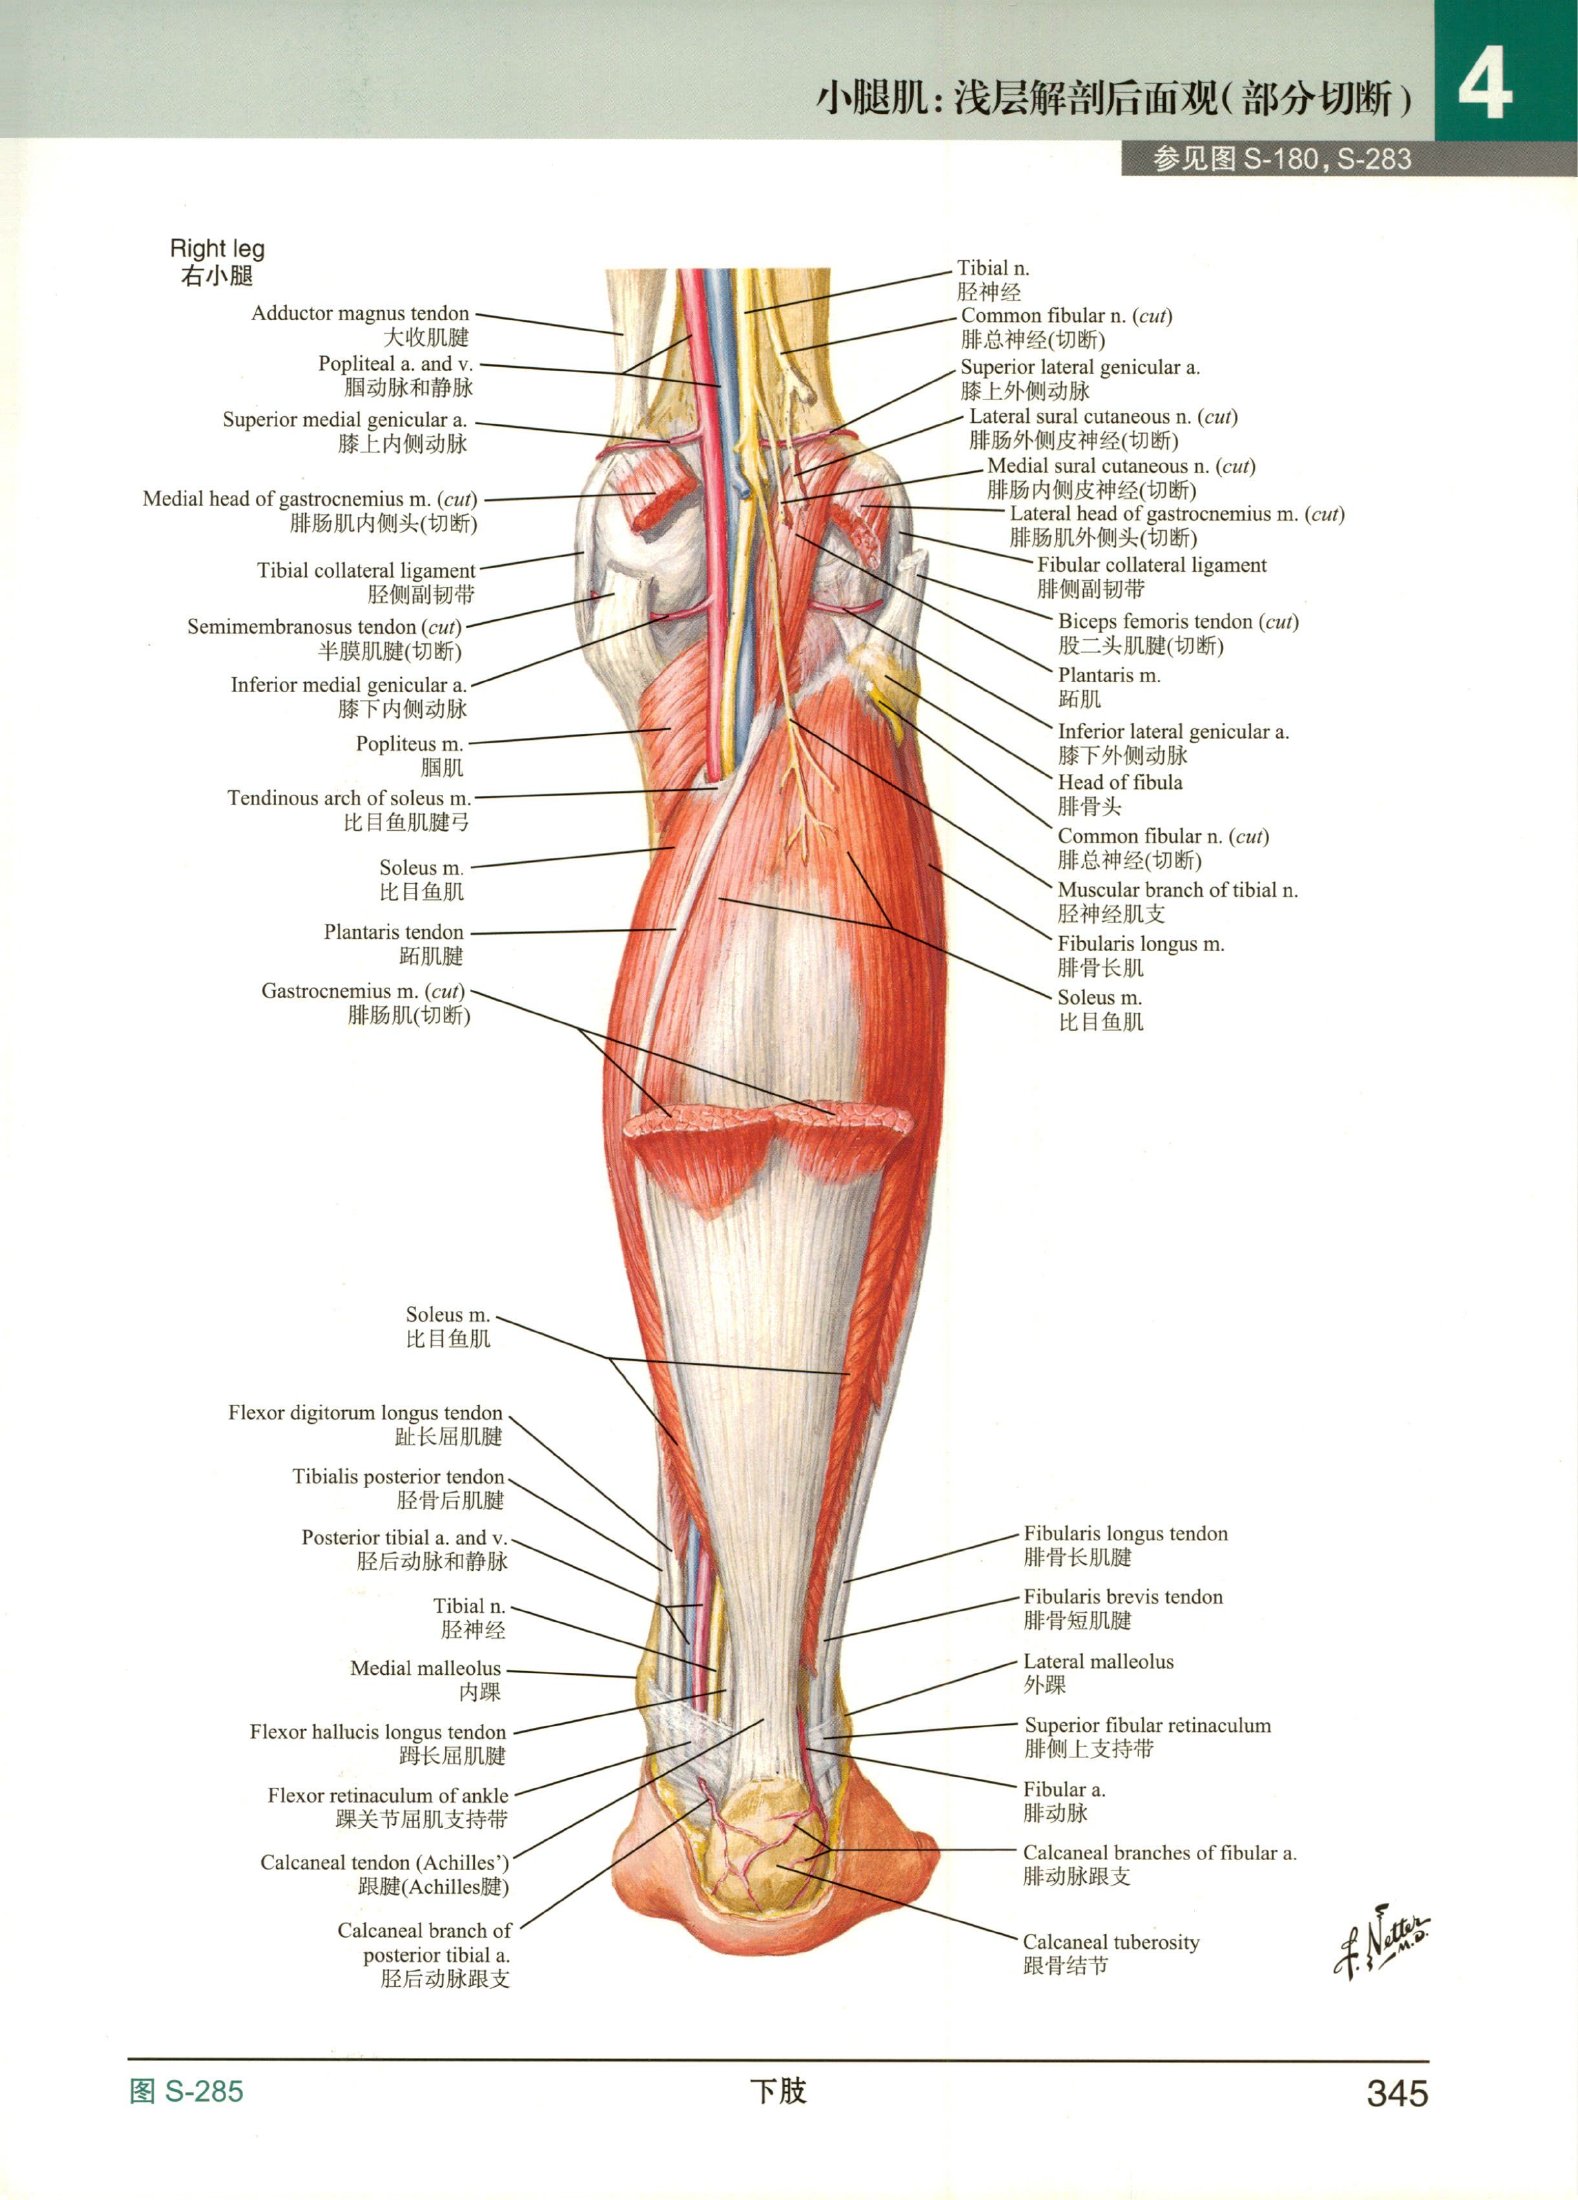 小腿肌：浅层解剖后面观（部分切断）
4
参见图 S-180, S-283
Right leg
右小腿
Adductor magnus tendon
大收肌腱
Popliteal a. and v.
腘动脉和静脉
Superior medial genicular a.
膝上内侧动脉
Medial head of gastrocnemius m. (cut)
腓肠肌内侧头(切断)
Tibial collateral ligament
胫侧副韧带
Semimembranosus tendon (cut)
半膜肌腱(切断)
Inferior medial genicular a.
膝下内侧动脉
Popliteus m.
腘肌
Tendinous arch of soleus m.
比目鱼肌腱弓
Soleus m.
比目鱼肌
Plantaris tendon
跖肌腱
Gastrocnemius m. (cut)
腓肠肌(切断)
Soleus m.
比目鱼肌
Flexor digitorum longus tendon
趾长屈肌腱
Tibialis posterior tendon
胫骨后肌腱
Posterior tibial a. and v.
胫后动脉和静脉
Tibial n.
胫神经
Medial malleolus
内踝
Flexor hallucis longus tendon
踇长屈肌腱
Flexor retinaculum of ankle
踝关节屈肌支持带
Calcaneal tendon (Achilles’)
跟腱(Achilles腱)
Calcaneal branch of
posterior tibial a.
胫后动脉跟支
Tibial n.
胫神经
Common fibular n. (cut)
腓总神经(切断)
Superior lateral genicular a.
膝上外侧动脉
Lateral sural cutaneous n. (cut)
腓肠外侧皮神经(切断)
Medial sural cutaneous n. (cut)
腓肠内侧皮神经(切断)
Lateral head of gastrocnemius m. (cut)
腓肠肌外侧头(切断)
Fibular collateral ligament
腓侧副韧带
Biceps femoris tendon (cut)
股二头肌腱(切断)
Plantaris m.
跖肌
Inferior lateral genicular a.
膝下外侧动脉
Head of fibula
腓骨头
Common fibular n. (cut)
腓总神经(切断)
Muscular branch of tibial n.
胫神经肌支
Fibularis longus m.
腓骨长肌
Soleus m.
比目鱼肌
Fibularis longus tendon
腓骨长肌腱
Fibularis brevis tendon
腓骨短肌腱
Lateral malleolus
外踝
Superior fibular retinaculum
腓侧上支持带
Fibular a.
腓动脉
Calcaneal branches of fibular a.
腓动脉跟支
Calcaneal tuberosity
跟骨结节
F. Netter
M.D.
图 S-285
下肢
345